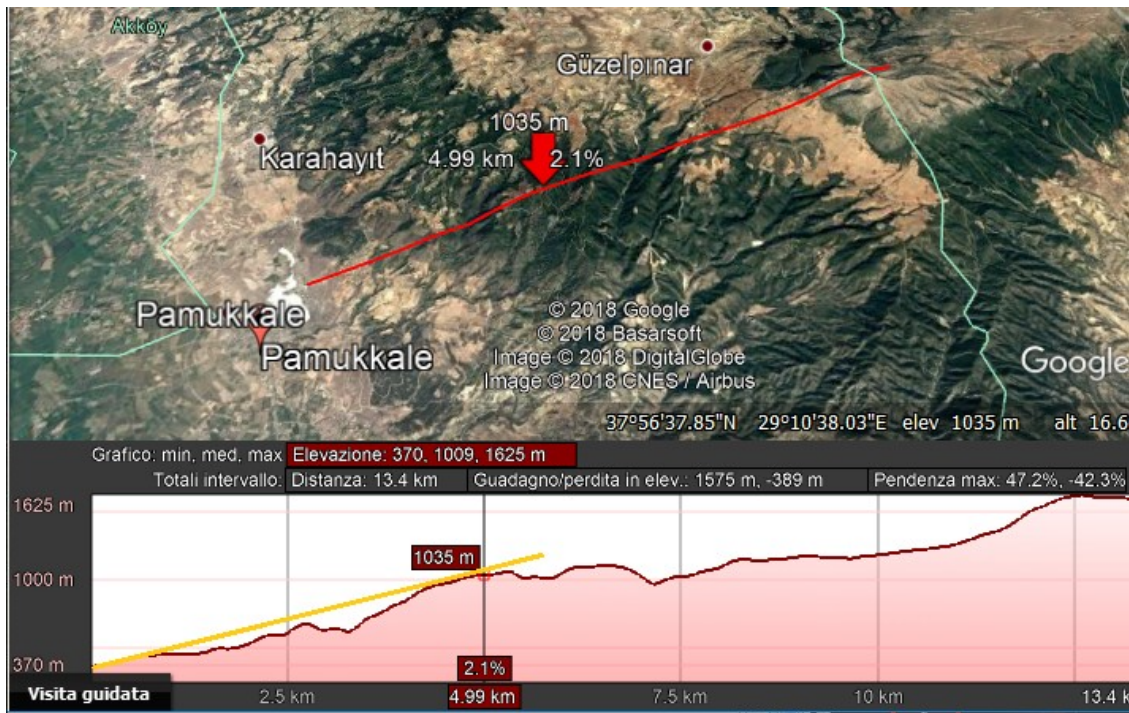 Akköy
Güzelpınar
1035 m
Karahayıt
4.99 km 2.1%
Pamukkale
Pamukkale
© 2018 Google
© 2018 Basarsoft
Image © 2018 DigitalGlobe
Image © 2018 CNES / Airbus
Google
37°56'37.85"N 29°10'38.03"E elev 1035 m alt 16.6
Grafico: min, med, max Elevazione: 370, 1009, 1625 m
Totali intervallo: Distanza: 13.4 km Guadagno/perdita in elev.: 1575 m, -389 m Pendenza max: 47.2%, -42.3%
1625 m
1035 m
1000 m
370 m
2.1%
Visita guidata 2.5 km 4.99 km 7.5 km 10 km 13.4 k